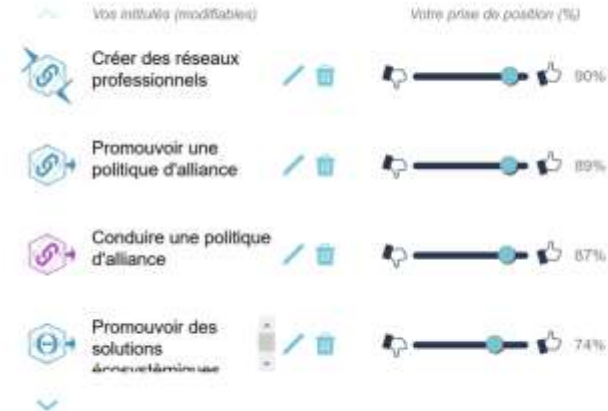 Vos intitulés (modifiables) Votre prise de position (%)
Créer des réseaux
professionnels
90%
Promouvoir une
politique d'alliance
89%
Conduire une politique
d'alliance
87%
Promouvoir des
solutions
écosystémiques
74%